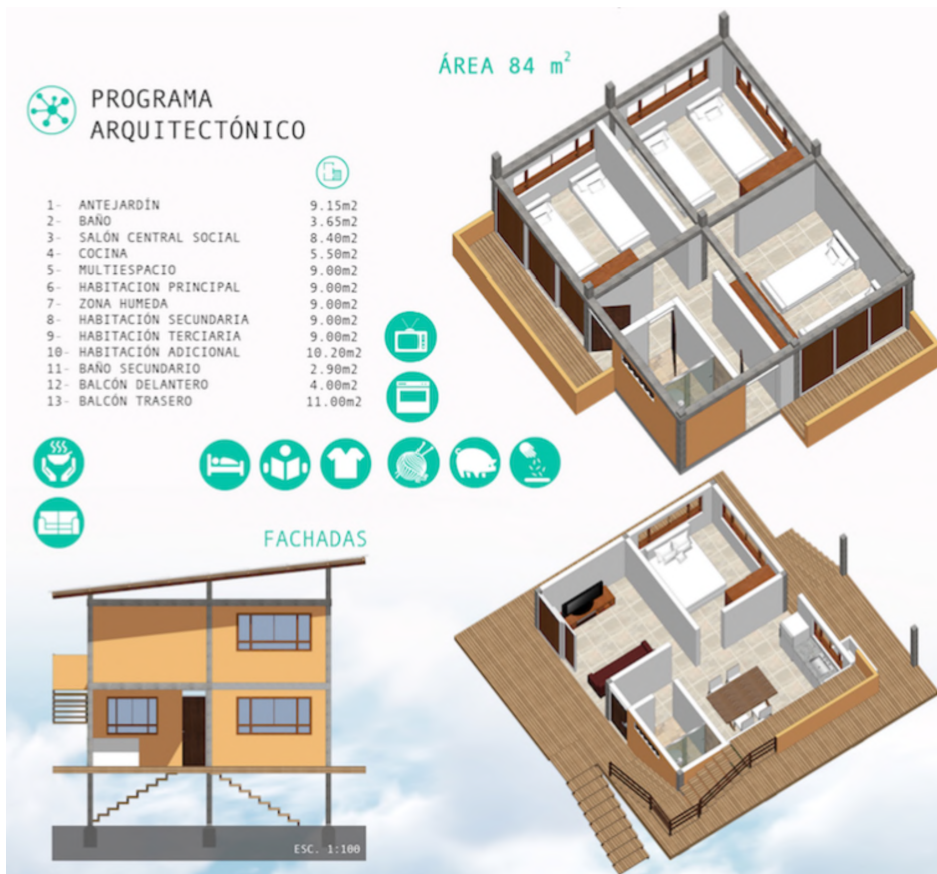 ÁREA 84 m²
PROGRAMA
ARQUITECTÓNICO
1- ANTEJARDÍN 9.15m2
2- BAÑO 3.65m2
3- SALÓN CENTRAL SOCIAL 8.40m2
4- COCINA 5.50m2
5- MULTIESPACIO 9.00m2
6- HABITACION PRINCIPAL 9.00m2
7- ZONA HUMEDA 9.00m2
8- HABITACIÓN SECUNDARIA 9.00m2
9- HABITACIÓN TERCIARIA 9.00m2
10- HABITACIÓN ADICIONAL 10.20m2
11- BAÑO SECUNDARIO 2.90m2
12- BALCÓN DELANTERO 4.00m2
13- BALCÓN TRASERO 11.00m2
FACHADAS
ESC. 1:100